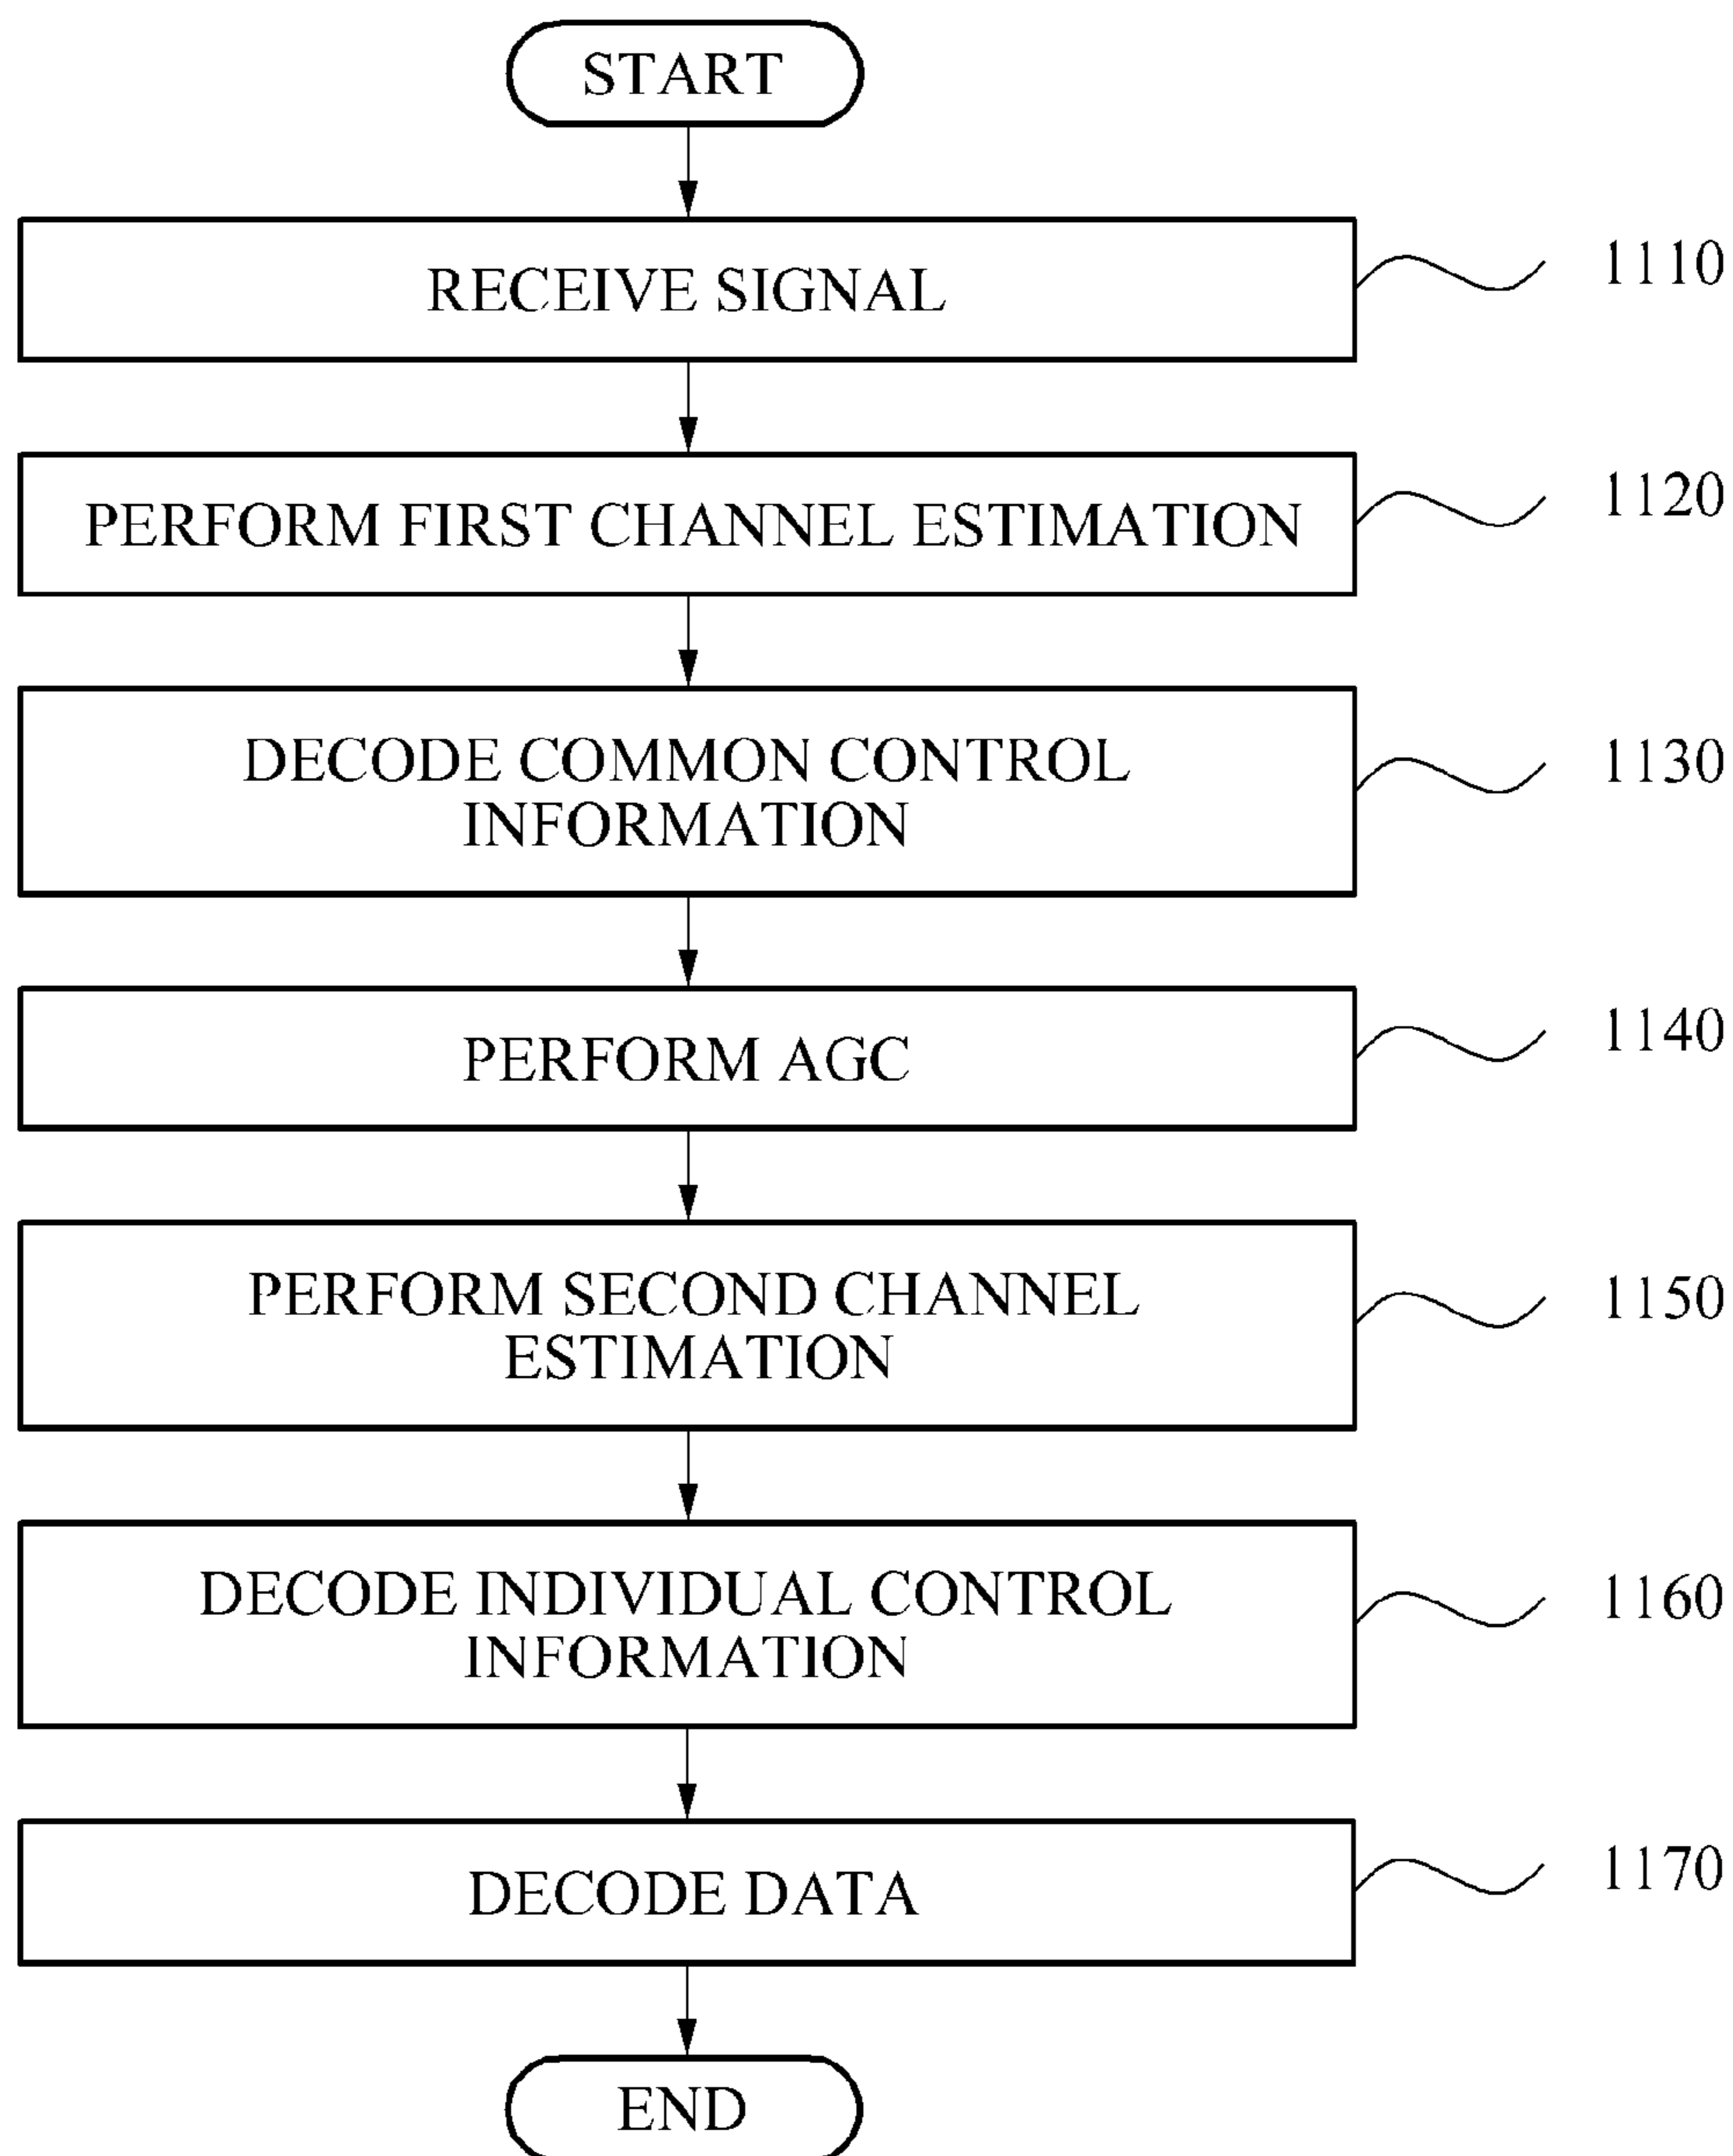 START
RECEIVE SIGNAL
1110
PERFORM FIRST CHANNEL ESTIMATION
1120
DECODE COMMON CONTROL
INFORMATION
1130
PERFORM AGC
1140
PERFORM SECOND CHANNEL
ESTIMATION
1150
DECODE INDIVIDUAL CONTROL
INFORMATION
1160
DECODE DATA
1170
END